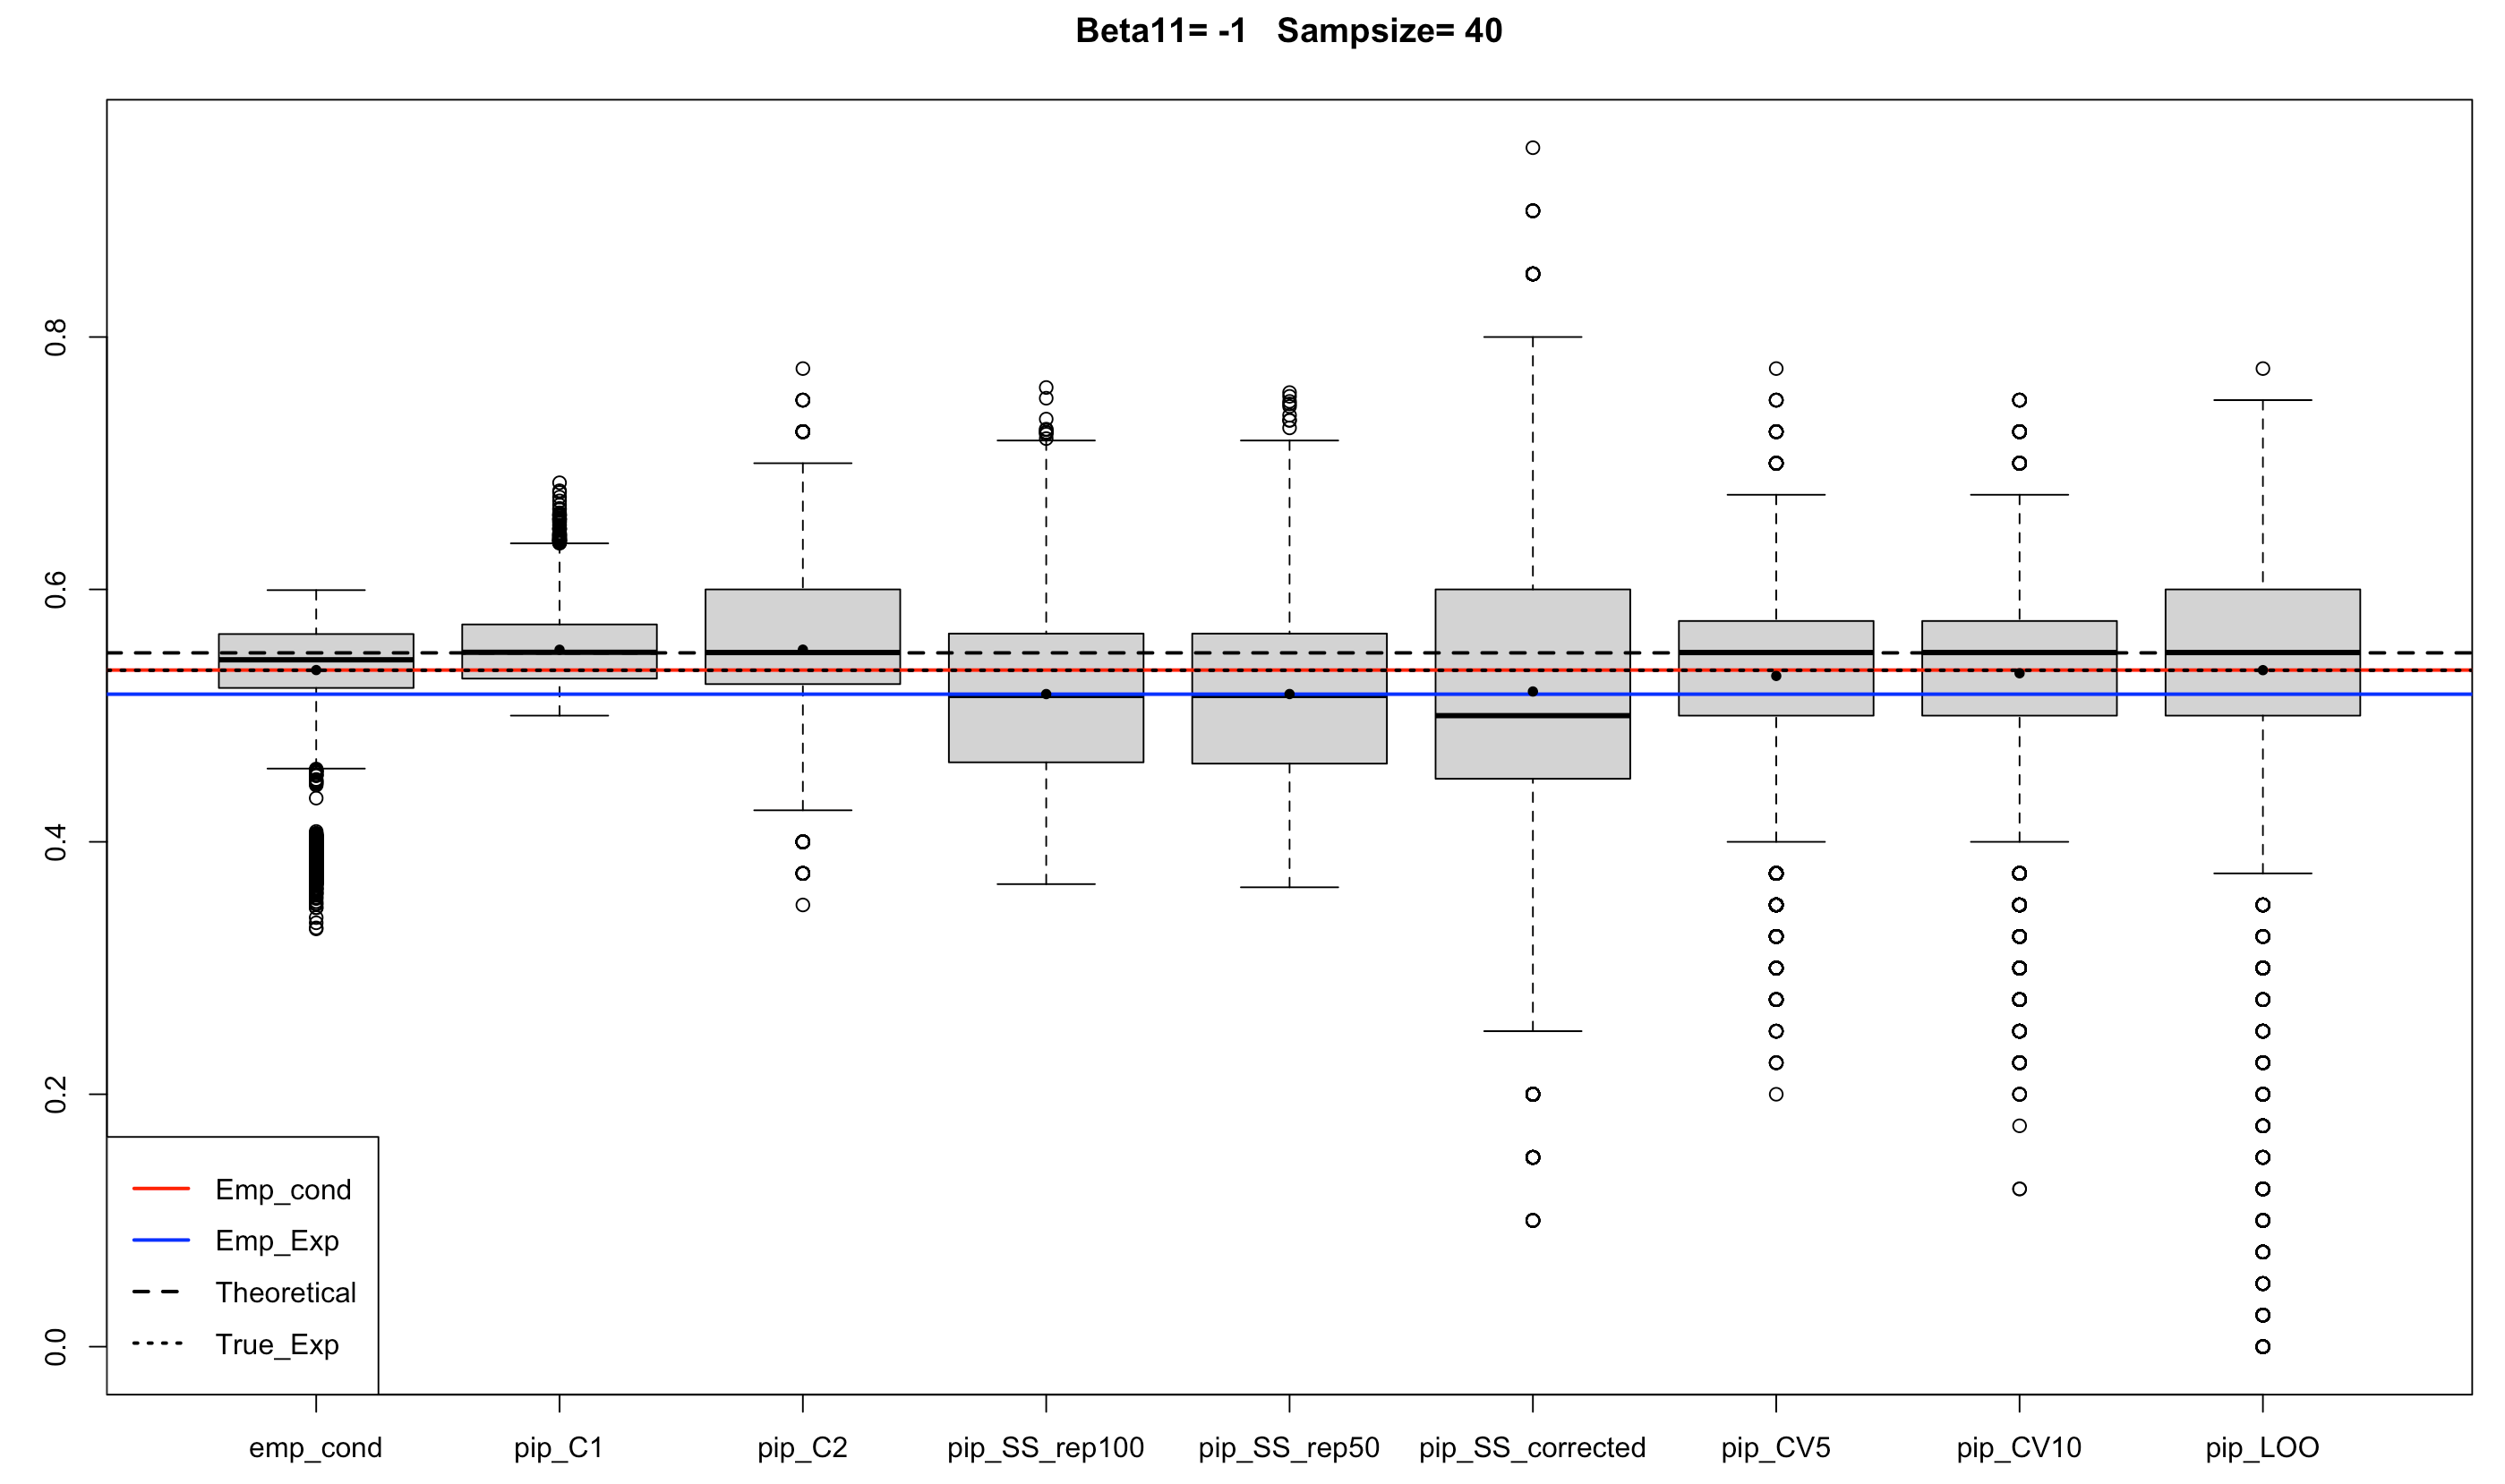 Beta11= -1 Sampsize= 40
0.8
0.6
0.4
0.2
0.0
Emp_cond
Emp_Exp
Theoretical
True_Exp
emp_cond pip_C1 pip_C2 pip_SS_rep100 pip_SS_rep50 pip_SS_corrected pip_CV5 pip_CV10 pip_LOO